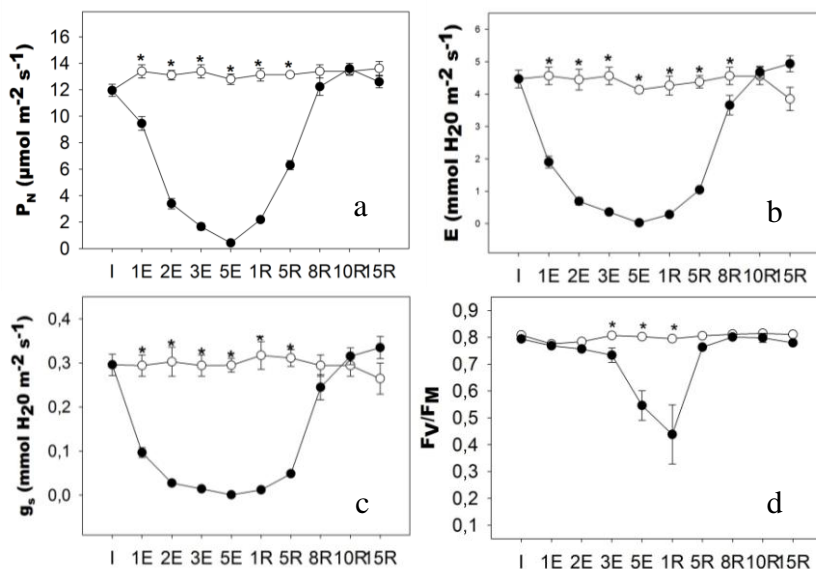 16
14
12
10
8
6
4
2
0
P_N (µmol m⁻² s⁻¹)
* * * * * *
a
I 1E 2E 3E 5E 1R 5R 8R 10R 15R
6
5
4
3
2
1
0
E (mmol H₂0 m⁻² s⁻¹)
* * * * * * *
b
I 1E 2E 3E 5E 1R 5R 8R 10R 15R
0,4
0,3
0,2
0,1
0,0
g_s (mmol H₂0 m⁻² s⁻¹)
* * * * * *
c
I 1E 2E 3E 5E 1R 5R 8R 10R 15R
0,9
0,8
0,7
0,6
0,5
0,4
0,3
0,2
0,1
F_V/F_M
* * *
d
I 1E 2E 3E 5E 1R 5R 8R 10R 15R